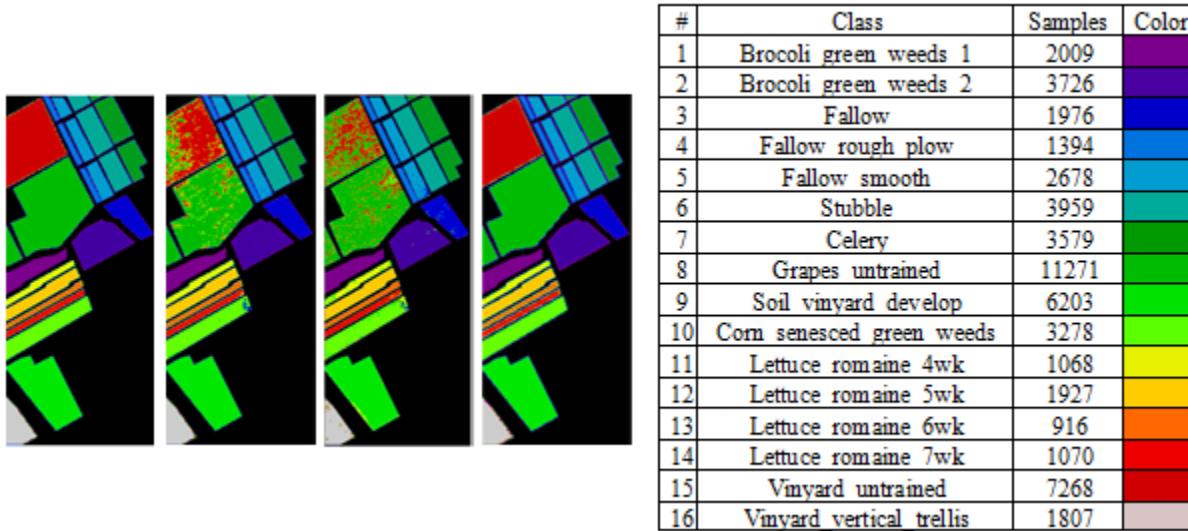 # Class Samples Color
1 Brocoli green weeds 1 2009
2 Brocoli green weeds 2 3726
3 Fallow 1976
4 Fallow rough plow 1394
5 Fallow smooth 2678
6 Stubble 3959
7 Celery 3579
8 Grapes untrained 11271
9 Soil vinyard develop 6203
10 Corn senesced green weeds 3278
11 Lettuce romaine 4wk 1068
12 Lettuce romaine 5wk 1927
13 Lettuce romaine 6wk 916
14 Lettuce romaine 7wk 1070
15 Vinyard untrained 7268
16 Vinyard vertical trellis 1807